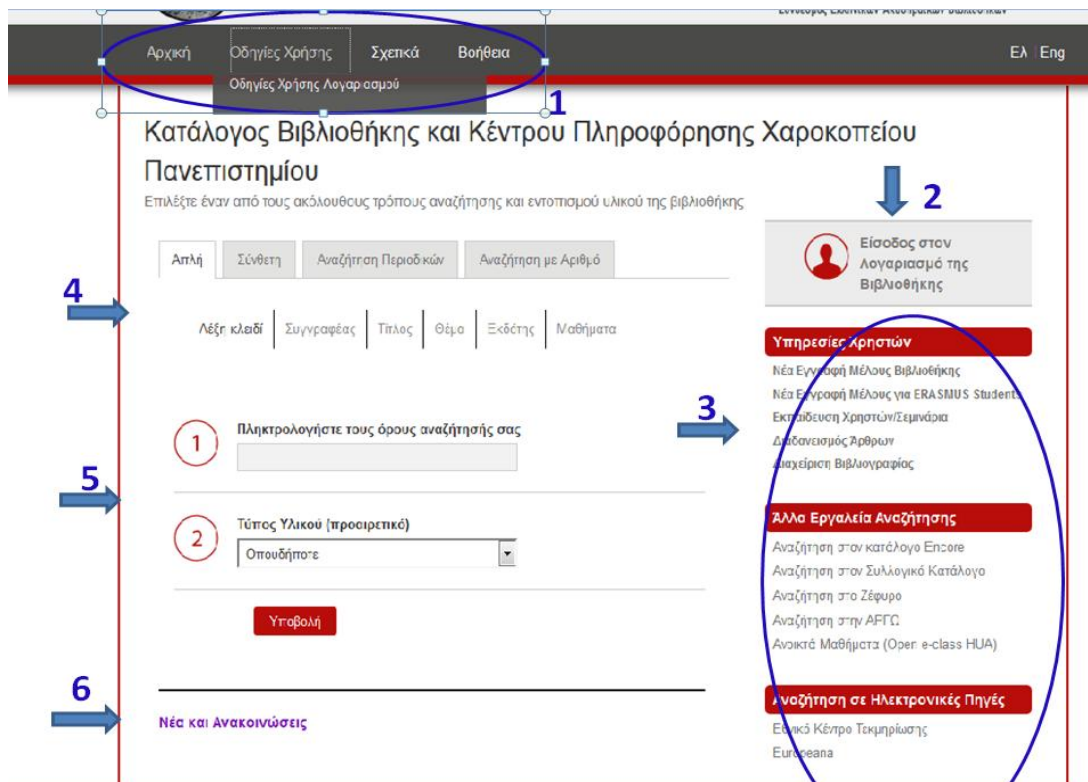 Αρχική Οδηγίες Χρήσης Σχετικά Βοήθεια Ελ Eng
Οδηγίες Χρήσης Λογαριασμού
1
Κατάλογος Βιβλιοθήκης και Κέντρου Πληροφόρησης Χαροκοπείου
Πανεπιστημίου
Επιλέξτε έναν από τους ακόλουθους τρόπους αναζήτησης και εντοπισμού υλικού της βιβλιοθήκης
2
Είσοδος στον
Λογαριασμό της
Βιβλιοθήκης
Απλή Σύνθετη Αναζήτηση Περιοδικών Αναζήτηση με Αριθμό
4
Λέξη κλειδί Συγγραφέας Τίτλος Θέμα Εκδότης Μαθήματα
Υπηρεσίες Χρηστών
Νέα Εγγραφή Μέλους Βιβλιοθήκης
Νέα Εγγραφή Μέλους για ERASMUS Students
Εκπαίδευση Χρηστών/Σεμινάρια
Διαδανεισμός Άρθρων
Διαχείριση Βιβλιογραφίας
3
1 Πληκτρολογήστε τους όρους αναζήτησής σας
5
2 Τύπος Υλικού (προαιρετικό)
Οπουδήποτε
Υποβολή
Άλλα Εργαλεία Αναζήτησης
Αναζήτηση στον κατάλογο Encore
Αναζήτηση στον Συλλογικό Κατάλογο
Αναζήτηση στο Ζέφυρο
Αναζήτηση στην ΑΡΓΩ
Ανοικτά Μαθήματα (Open e-class HUA)
6
Νέα και Ανακοινώσεις
Αναζήτηση σε Ηλεκτρονικές Πηγές
Εθνικό Κέντρο Τεκμηρίωσης
Europeana